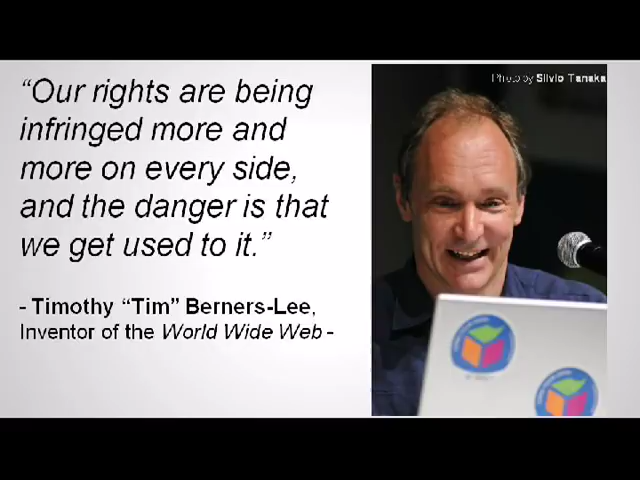 Photo by Silvio Tanaka
“Our rights are being
infringed more and
more on every side,
and the danger is that
we get used to it.”
- Timothy “Tim” Berners-Lee,
Inventor of the World Wide Web -